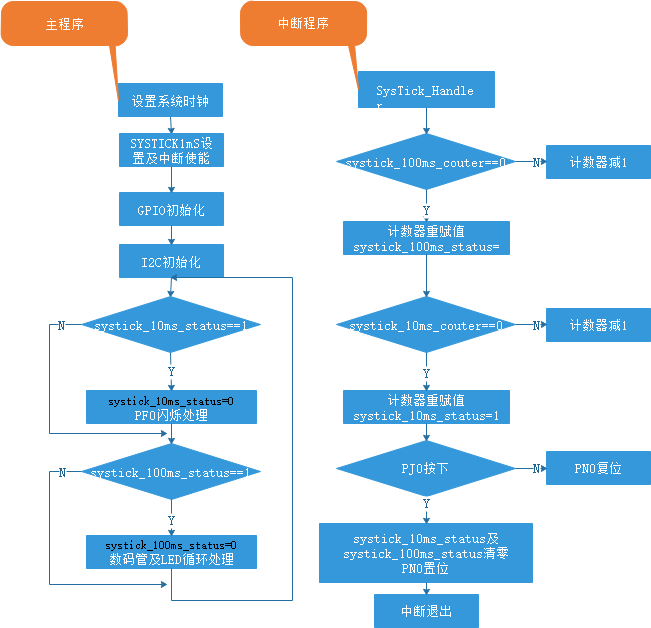 主程序
设置系统时钟
SYSTICK1mS设
置及中断使能
GPIO初始化
I2C初始化
systick_10ms_status==1
N
Y
systick_10ms_status=0
PF0闪烁处理
systick_100ms_status==1
N
Y
systick_100ms_status=0
数码管及LED循环处理
中断程序
SysTick_Handle
r
systick_100ms_couter==0
N
计数器减1
Y
计数器重赋值
systick_100ms_status=
systick_10ms_couter==0
N
计数器减1
Y
计数器重赋值
systick_10ms_status=1
PJ0按下
N
PN0复位
Y
systick_10ms_status及
systick_100ms_status清零
PN0置位
中断退出